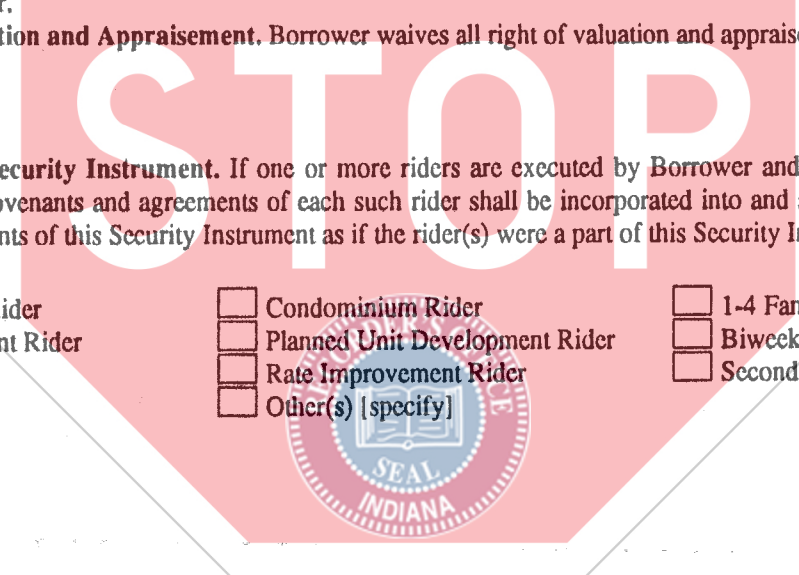 r.
tion and Appraisement. Borrower waives all right of valuation and apprais
STOP
ecurity Instrument. If one or more riders are executed by Borrower and
ovenants and agreements of each such rider shall be incorporated into and
nts of this Security Instrument as if the rider(s) were a part of this Security I
ider
Condominium Rider
1-4 Fan
nt Rider
Planned Unit Development Rider
Biweek
Rate Improvement Rider
Second
Other(s) [specify]
RECORDER'S OFFICE
SEAL
INDIANA